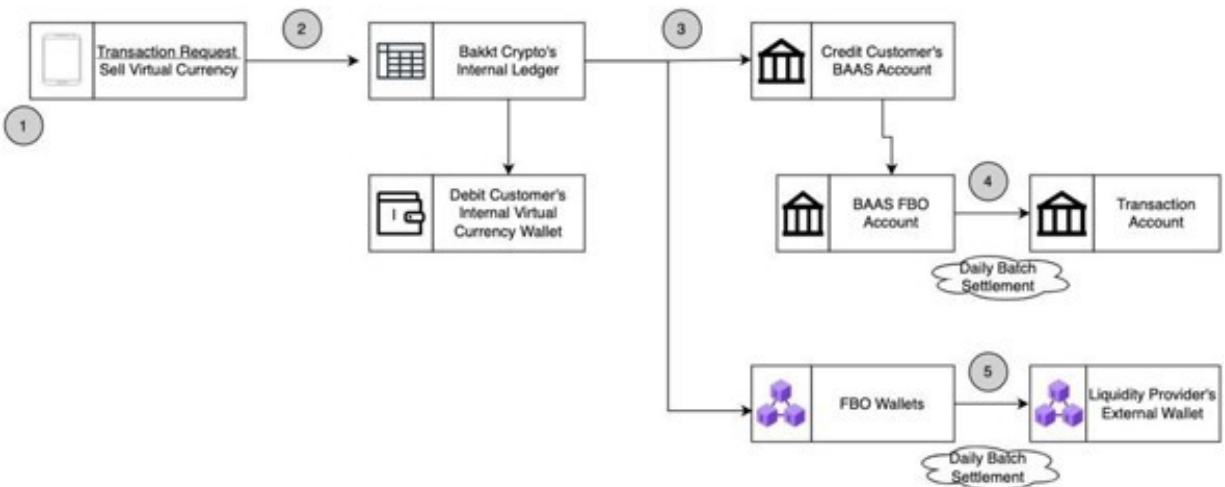 1
Transaction Request
Sell Virtual Currency
2
Bakkt Crypto's
Internal Ledger
3
Credit Customer's
BAAS Account
Debit Customer's
Internal Virtual
Currency Wallet
BAAS FBO
Account
4
Transaction
Account
Daily Batch
Settlement
FBO Wallets
5
Liquidity Provider's
External Wallet
Daily Batch
Settlement